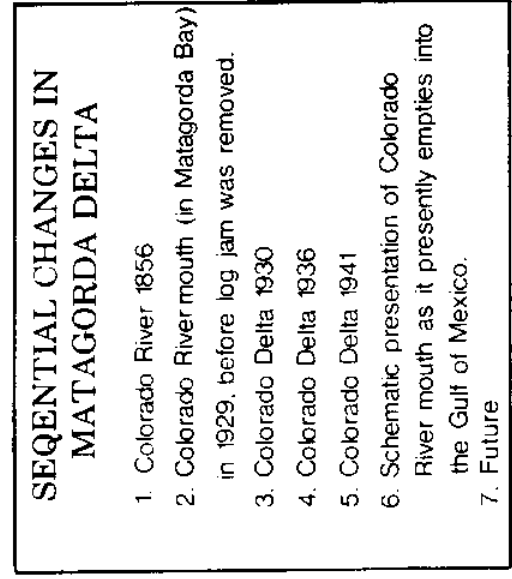 SEQENTIAL CHANGES IN
MATAGORDA DELTA
1. Colorado River 1856
2. Colorado River mouth (in Matagorda Bay)
in 1929, before log jam was removed.
3. Colorado Delta 1930
4. Colorado Delta 1936
5. Colorado Delta 1941
6. Schematic presentation of Colorado
River mouth as it presently empties into
the Gulf of Mexico.
7. Future